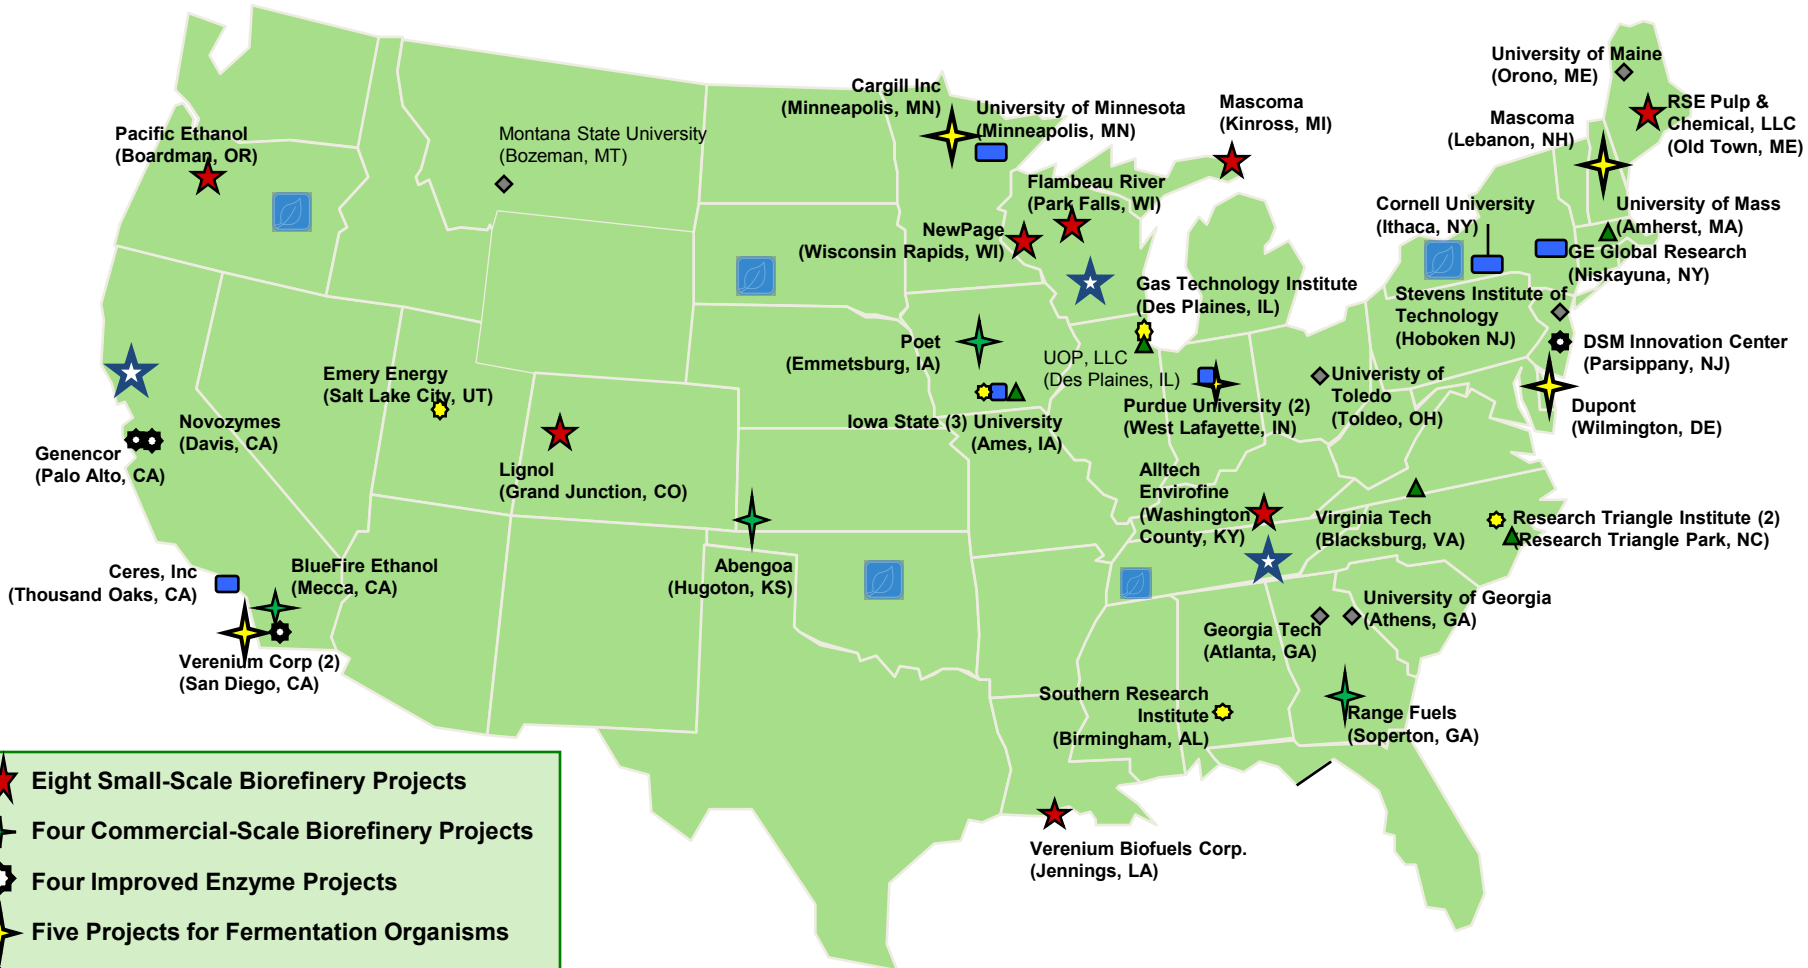 University of Maine
(Orono, ME)
Cargill Inc
(Minneapolis, MN)
University of Minnesota
(Minneapolis, MN)
Mascoma
(Kinross, MI)
Mascoma
(Lebanon, NH)
RSE Pulp &
Chemical, LLC
(Old Town, ME)
Pacific Ethanol
(Boardman, OR)
Montana State University
(Bozeman, MT)
Flambeau River
(Park Falls, WI)
Cornell University
(Ithaca, NY)
University of Mass
(Amherst, MA)
NewPage
(Wisconsin Rapids, WI)
GE Global Research
(Niskayuna, NY)
Gas Technology Institute
(Des Plaines, IL)
Stevens Institute of
Technology
(Hoboken NJ)
Poet
(Emmetsburg, IA)
UOP, LLC
(Des Plaines, IL)
DSM Innovation Center
(Parsippany, NJ)
Emery Energy
(Salt Lake City, UT)
Univeristy of
Toledo
(Toldeo, OH)
Purdue University (2)
(West Lafayette, IN)
Dupont
(Wilmington, DE)
Novozymes
(Davis, CA)
Iowa State (3) University
(Ames, IA)
Genencor
(Palo Alto, CA)
Lignol
(Grand Junction, CO)
Alltech
Envirofine
(Washington
County, KY)
Virginia Tech
(Blacksburg, VA)
Research Triangle Institute (2)
(Research Triangle Park, NC)
Ceres, Inc
(Thousand Oaks, CA)
BlueFire Ethanol
(Mecca, CA)
Abengoa
(Hugoton, KS)
University of Georgia
(Athens, GA)
Georgia Tech
(Atlanta, GA)
Verenium Corp (2)
(San Diego, CA)
Southern Research
Institute
(Birmingham, AL)
Range Fuels
(Soperton, GA)
Verenium Biofuels Corp.
(Jennings, LA)
Eight Small-Scale Biorefinery Projects
Four Commercial-Scale Biorefinery Projects
Four Improved Enzyme Projects
Five Projects for Fermentation Organisms